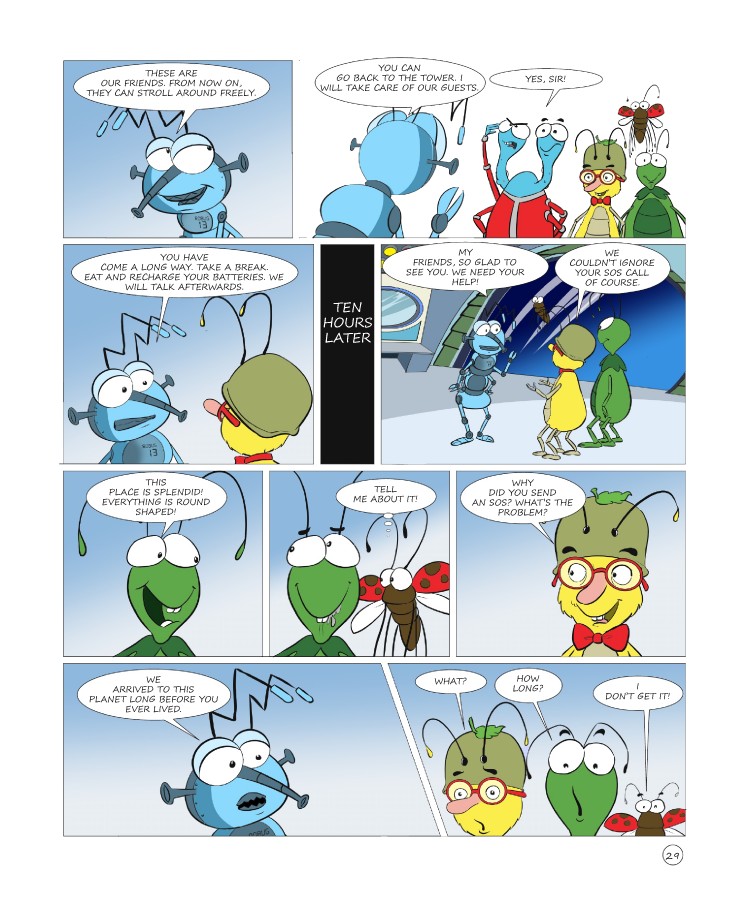 THESE ARE
OUR FRIENDS. FROM NOW ON,
THEY CAN STROLL AROUND FREELY.
BOBUG
13
YOU CAN
GO BACK TO THE TOWER. I
WILL TAKE CARE OF OUR GUESTS.
YES, SIR!
YOU HAVE
COME A LONG WAY. TAKE A BREAK.
EAT AND RECHARGE YOUR BATTERIES. WE
WILL TALK AFTERWARDS.
BOBUG
13
TEN
HOURS
LATER
MY
FRIENDS, SO GLAD TO
SEE YOU. WE NEED YOUR
HELP!
WE
COULDN'T IGNORE
YOUR SOS CALL
OF COURSE.
THIS
PLACE IS SPLENDID!
EVERYTHING IS ROUND
SHAPED!
TELL
ME ABOUT IT!
WHY
DID YOU SEND
AN SOS? WHAT'S THE
PROBLEM?
WE
ARRIVED TO THIS
PLANET LONG BEFORE YOU
EVER LIVED.
BOBUG
WHAT?
HOW
LONG?
I
DON'T GET IT!
29